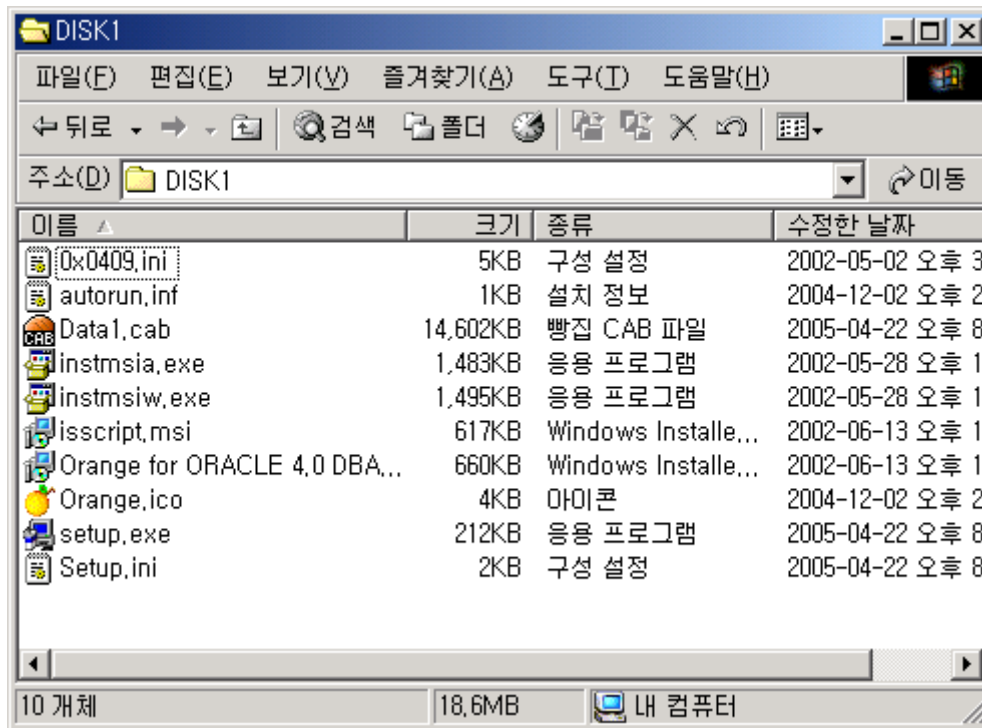 DISK1
파일(F) 편집(E) 보기(V) 즐겨찾기(A) 도구(T) 도움말(H)
뒤로 검색 폴더
주소(D) DISK1 이동
이름 크기 종류 수정한 날짜
0x0409.ini 5KB 구성 설정 2002-05-02 오후 3
autorun.inf 1KB 설치 정보 2004-12-02 오후 2
CAB Data1.cab 14,602KB 빵집 CAB 파일 2005-04-22 오후 8
instmsia.exe 1,483KB 응용 프로그램 2002-05-28 오후 1
instmsiw.exe 1,495KB 응용 프로그램 2002-05-28 오후 1
isscript.msi 617KB Windows Installe... 2002-06-13 오후 1
Orange for ORACLE 4.0 DBA... 660KB Windows Installe... 2002-06-13 오후 1
Orange.ico 4KB 아이콘 2004-12-02 오후 2
setup.exe 212KB 응용 프로그램 2005-04-22 오후 8
Setup.ini 2KB 구성 설정 2005-04-22 오후 8
10 개체 18.6MB 내 컴퓨터